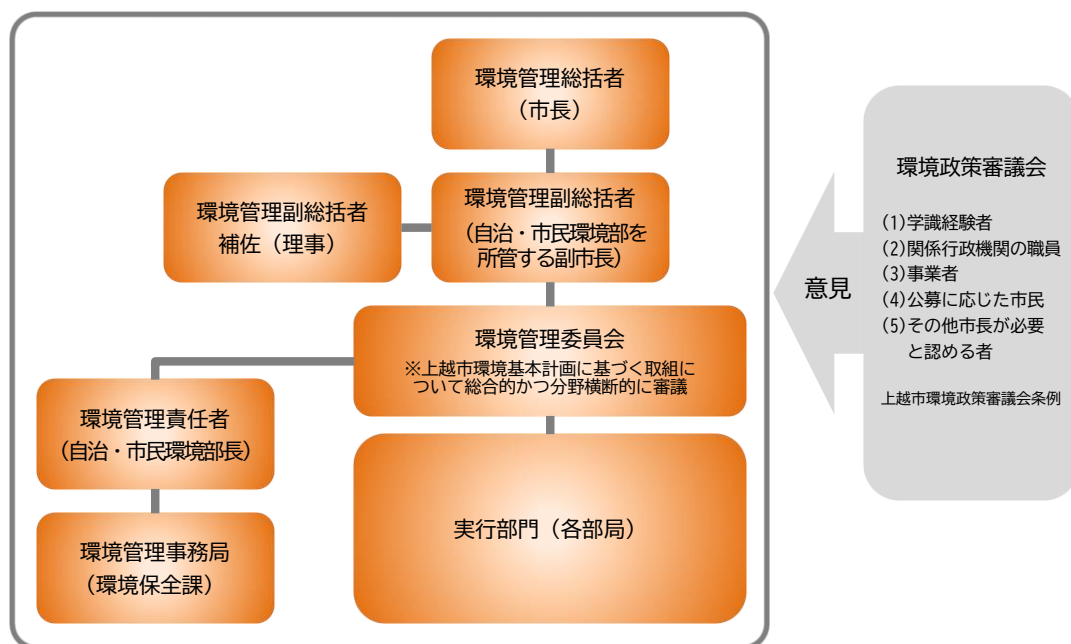 環境管理総括者
（市長）
環境管理副総括者
補佐（理事）
環境管理副総括者
（自治・市民環境部を
所管する副市長）
環境管理委員会
※上越市環境基本計画に基づく取組に
ついて総合的かつ分野横断的に審議
環境管理責任者
（自治・市民環境部長）
環境管理事務局
（環境保全課）
実行部門（各部局）
意見
環境政策審議会
(1)学識経験者
(2)関係行政機関の職員
(3)事業者
(4)公募に応じた市民
(5)その他市長が必要
と認める者
上越市環境政策審議会条例